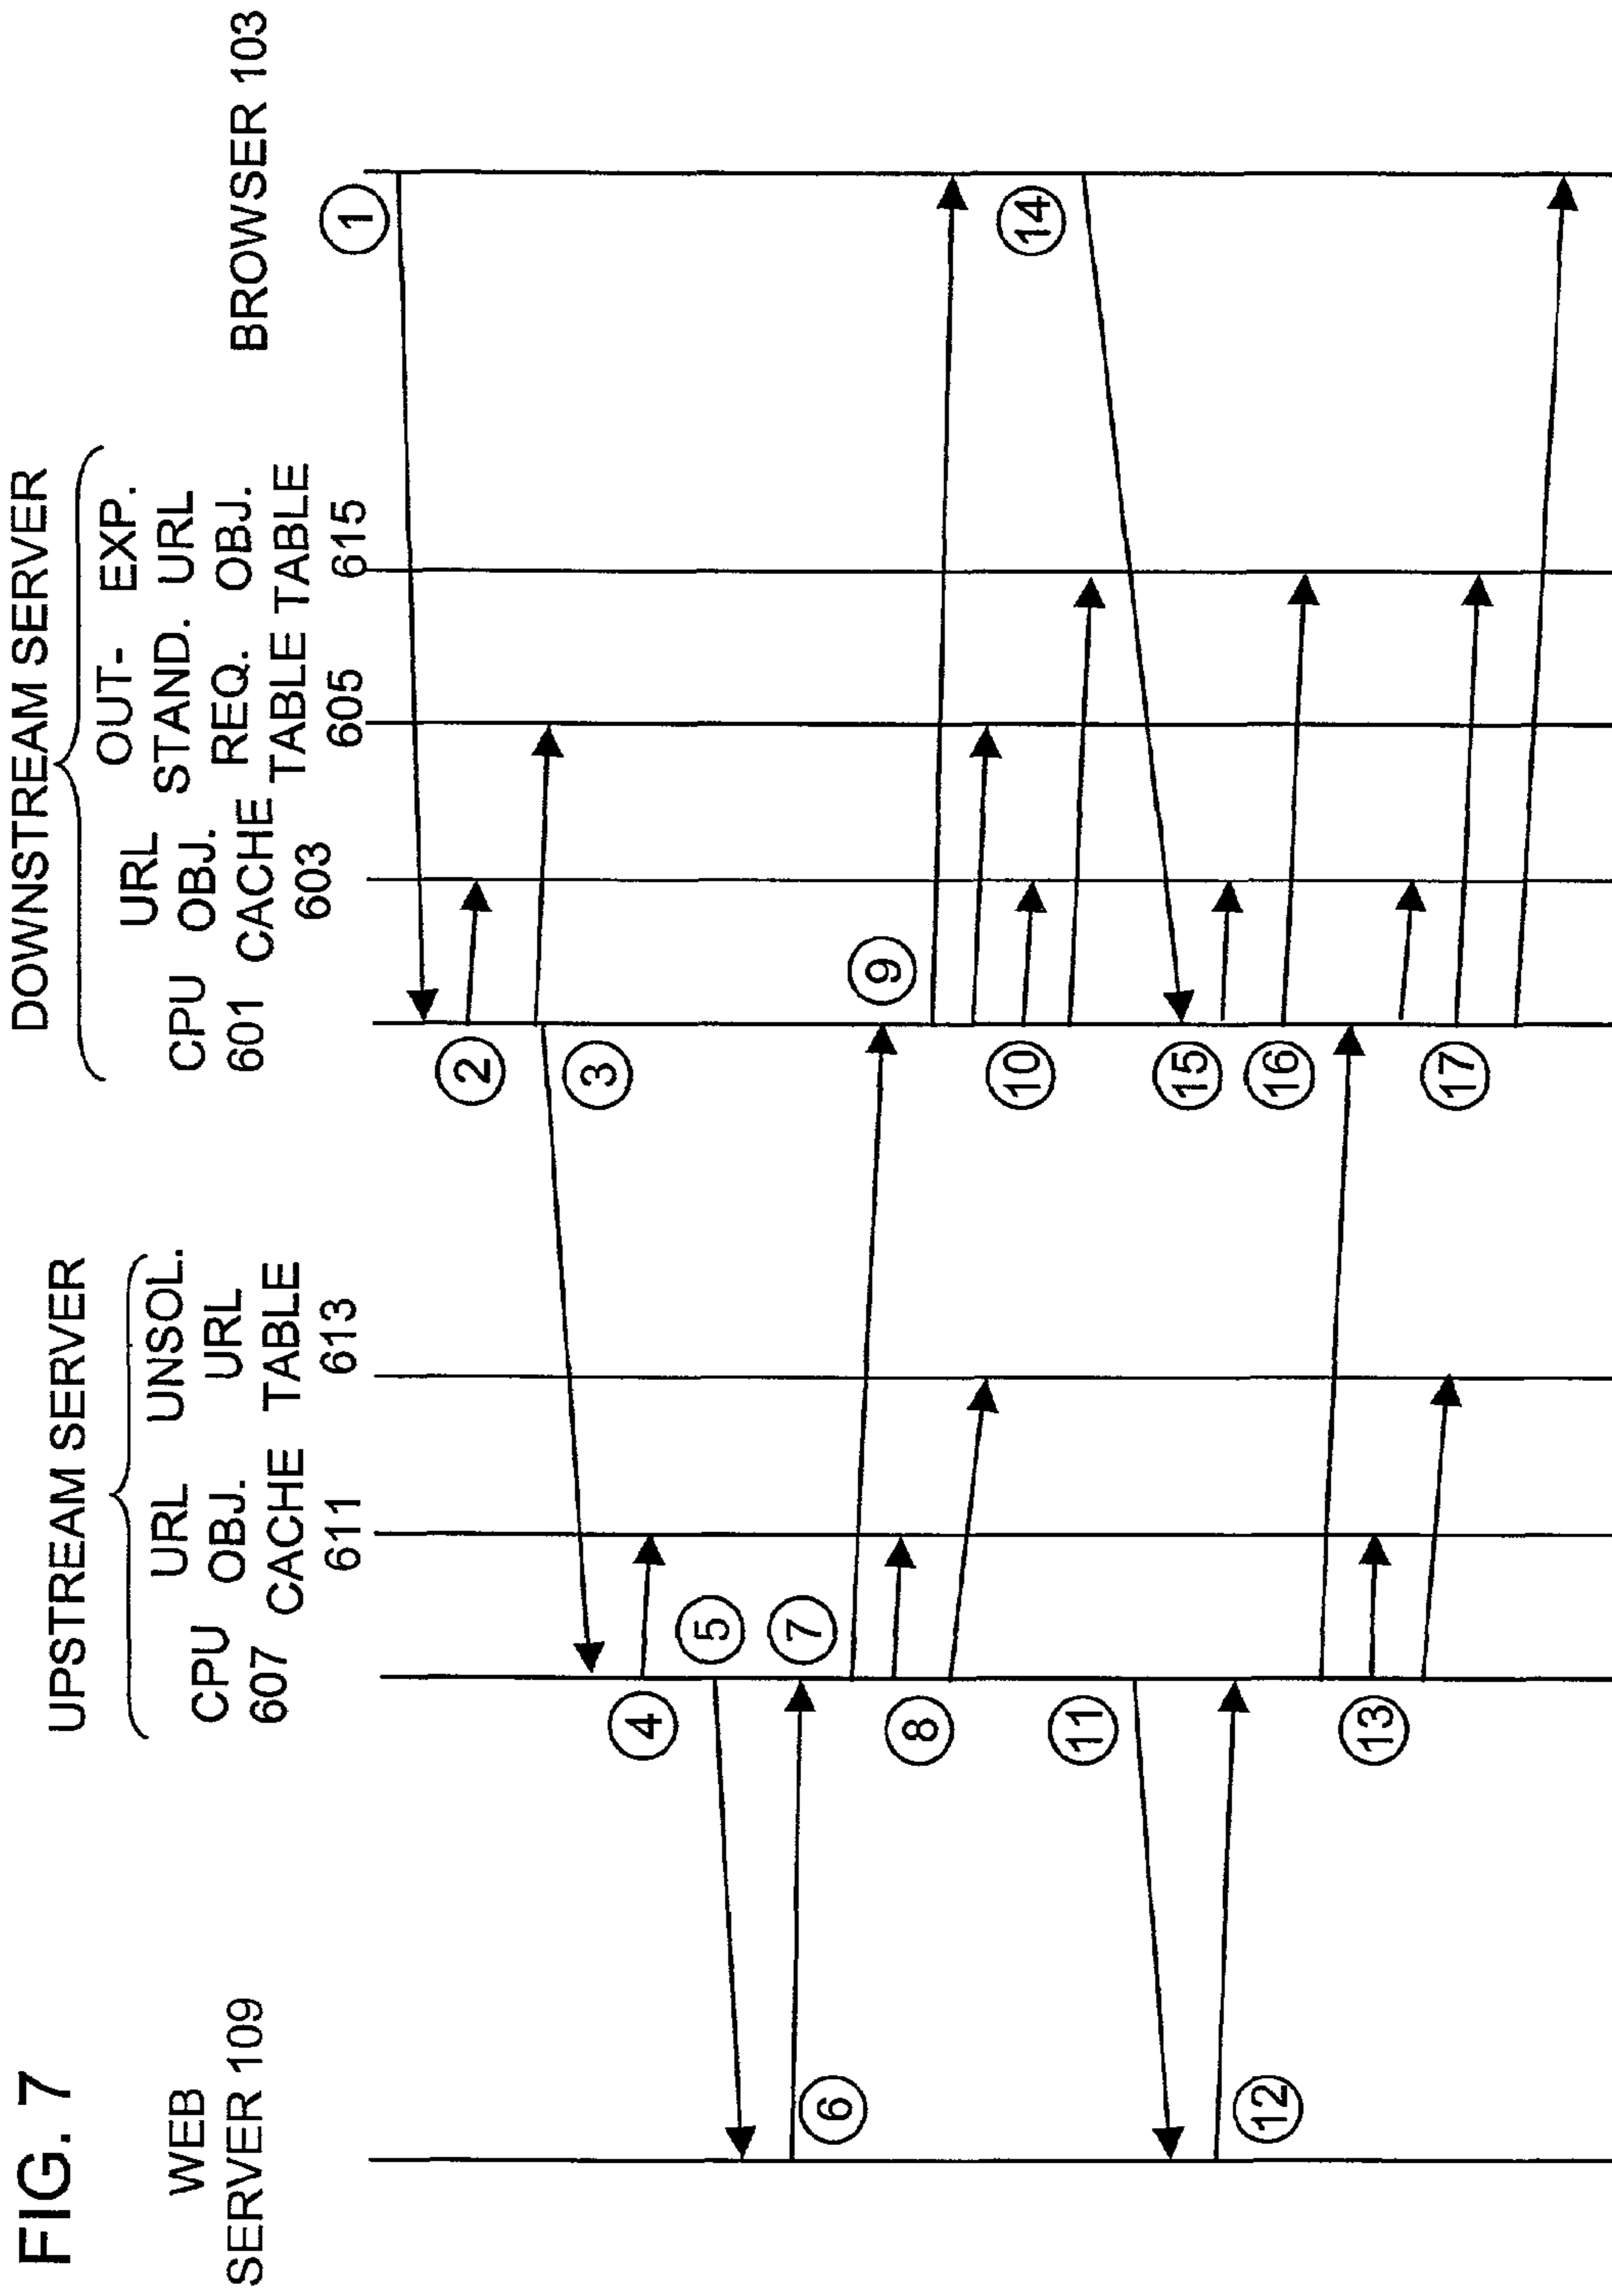 FIG. 7
WEB
SERVER 109
UPSTREAM SERVER
URL UNSOL.
CPU OBJ. URL
607 CACHE TABLE
611 613
DOWNSTREAM SERVER
OUT- EXP.
URL STAND. URL
CPU OBJ. REQ. OBJ.
601 CACHE TABLE TABLE
603 605 615
BROWSER 103
1
2
3
4
5
6
7
8
9
10
11
12
13
14
15
16
17